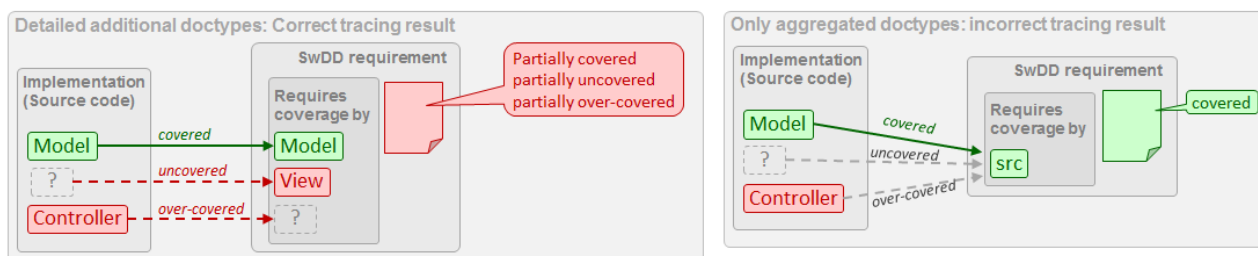 Detailed additional doctypes: Correct tracing result
SwDD requirement
Implementation
(Source code)
Requires
coverage by
Partially covered
partially uncovered
partially over-covered
Model
covered
Model
?
uncovered
View
Controller
over-covered
?
Only aggregated doctypes: incorrect tracing result
Implementation
(Source code)
SwDD requirement
Requires
coverage by
covered
Model
covered
?
uncovered
src
Controller
over-covered